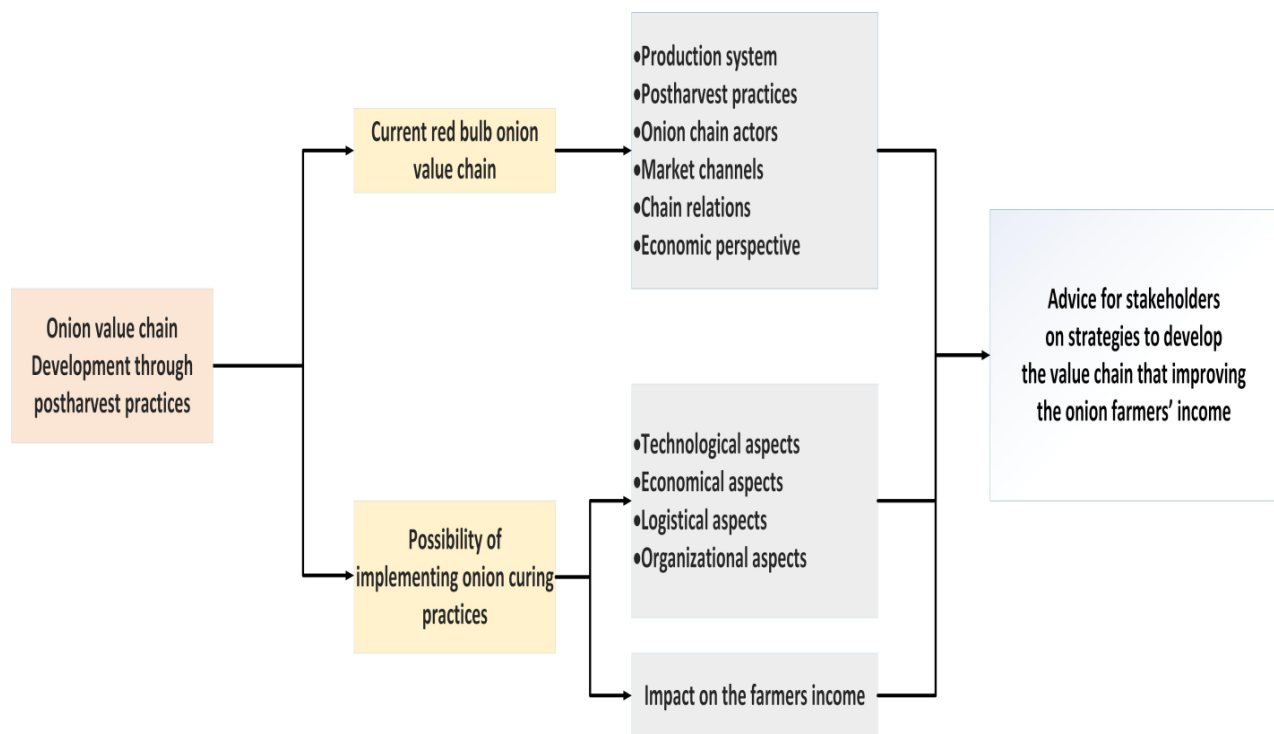 Onion value chain
Development through
postharvest practices
Current red bulb onion
value chain
•Production system
•Postharvest practices
•Onion chain actors
•Market channels
•Chain relations
•Economic perspective
Possibility of
implementing onion curing
practices
•Technological aspects
•Economical aspects
•Logistical aspects
•Organizational aspects
Impact on the farmers income
Advice for stakeholders
on strategies to develop
the value chain that improving
the onion farmers’ income